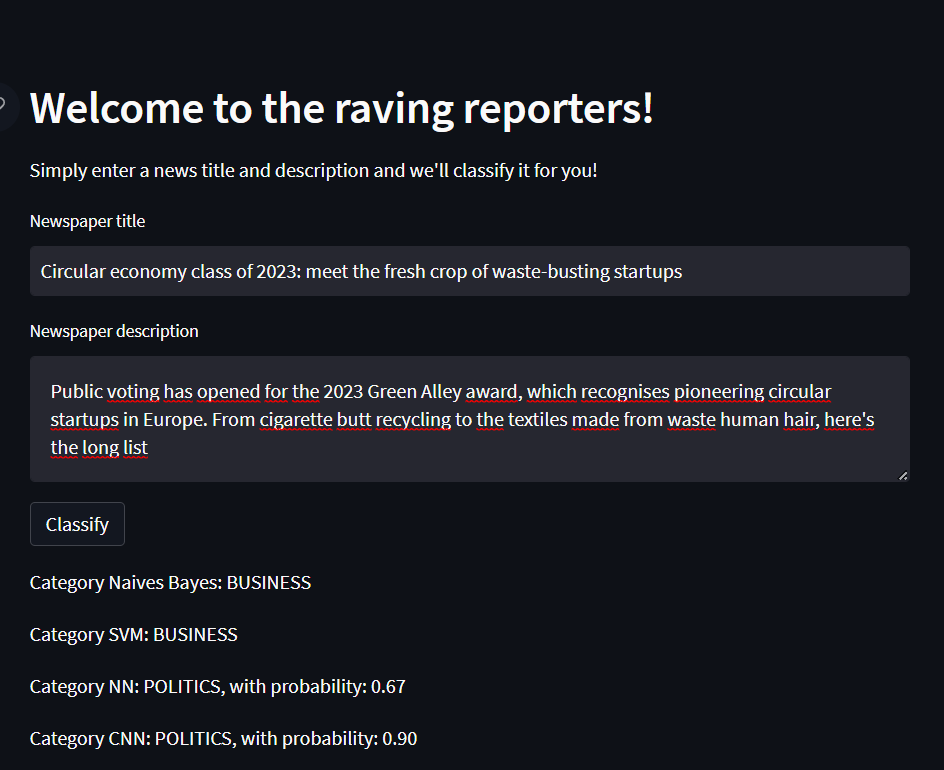 Welcome to the raving reporters!
Simply enter a news title and description and we'll classify it for you!
Newspaper title
Circular economy class of 2023: meet the fresh crop of waste-busting startups
Newspaper description
Public voting has opened for the 2023 Green Alley award, which recognises pioneering circular
startups in Europe. From cigarette butt recycling to the textiles made from waste human hair, here's
the long list
Classify
Category Naives Bayes: BUSINESS
Category SVM: BUSINESS
Category NN: POLITICS, with probability: 0.67
Category CNN: POLITICS, with probability: 0.90